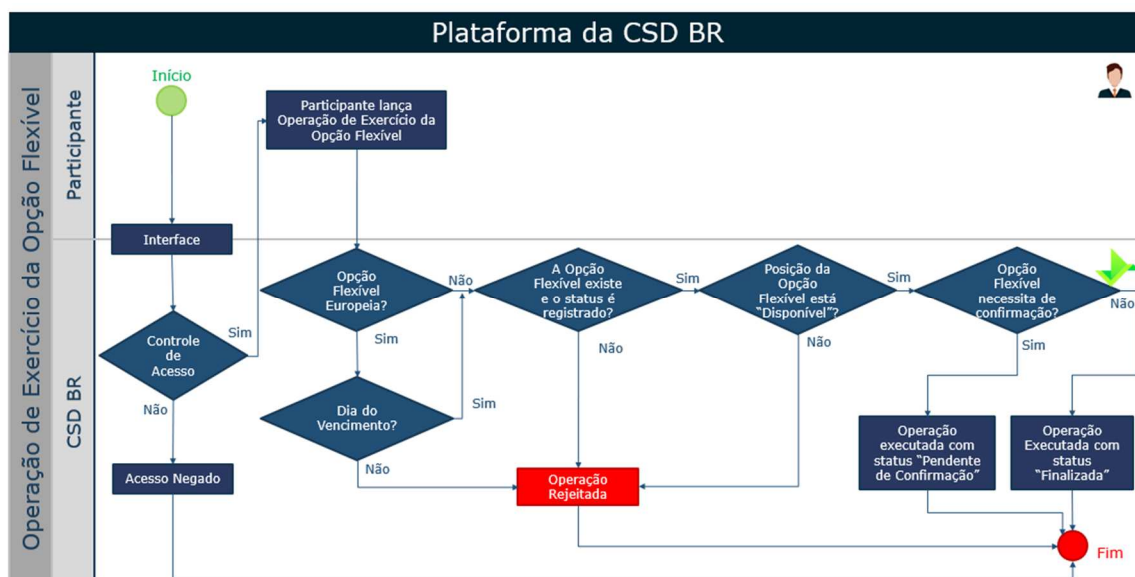 Plataforma da CSD BR
Operação de Exercício da Opção Flexível
Participante
CSD BR
Início
Participante lança
Operação de Exercício da
Opção Flexível
Interface
Controle
de
Acesso
Sim
Não
Acesso Negado
Opção
Flexível
Europeia?
Não
Sim
Dia do
Vencimento?
Sim
Não
A Opção
Flexível existe
e o status é
registrado?
Sim
Não
Operação
Rejeitada
Posição da
Opção
Flexível está
“Disponível”?
Sim
Não
Opção
Flexível
necessita de
confirmação?
Não
Sim
Operação
executada com
status “Pendente
de Confirmação”
Operação
Executada com
status
“Finalizada”
Fim